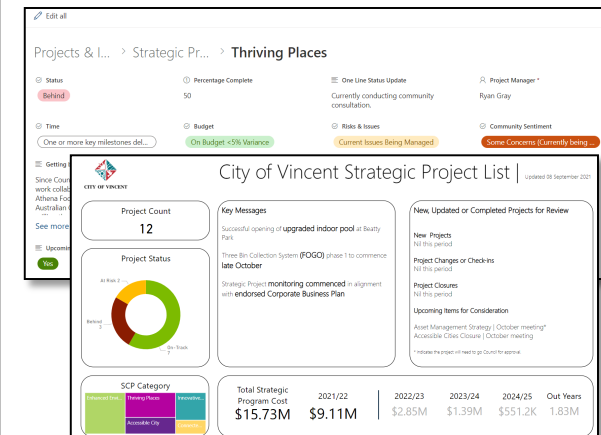 Edit all
Projects & I... > Strategic Pr... > Thriving Places
Status
Percentage Complete
One Line Status Update
Project Manager *
Behind
50
Currently conducting community
consultation.
Ryan Gray
Time
Budget
Risks & Issues
Community Sentiment
One or more key milestones del...
On Budget <5% Variance
Current Issues Being Managed
Some Concerns (Currently being ...
Getting
Since Coun
work collab
Athena Foo
Australian
See more
Upcomin
Yes
CITY OF VINCENT
City of Vincent Strategic Project List |
Updated 08 September 2021
Project Count
12
Project Status
At Risk 2
Behind
3
On-Track
7
Key Messages
Successful opening of upgraded indoor pool at Beatty
Park
Three Bin Collection System (FOGO) phase 1 to commence
late October
Strategic Project monitoring commenced in alignment
with endorsed Corporate Business Plan
New, Updated or Completed Projects for Review
New Projects
Nil this period
Project Changes or Check-ins
Nil this period
Project Closures
Nil this period
Upcoming Items for Consideration
Asset Management Strategy | October meeting*
Accessible Cities Closure | October meeting
* Indicates the project will need to go Council for approval.
SCP Category
Enhanced Envi...
Thriving Places
Innovative...
Accessible City
Total Strategic
Program Cost
$15.73M
2021/22
$9.11M
2022/23
$2.85M
2023/24
$1.39M
2024/25
$551.2K
Out Years
1.83M